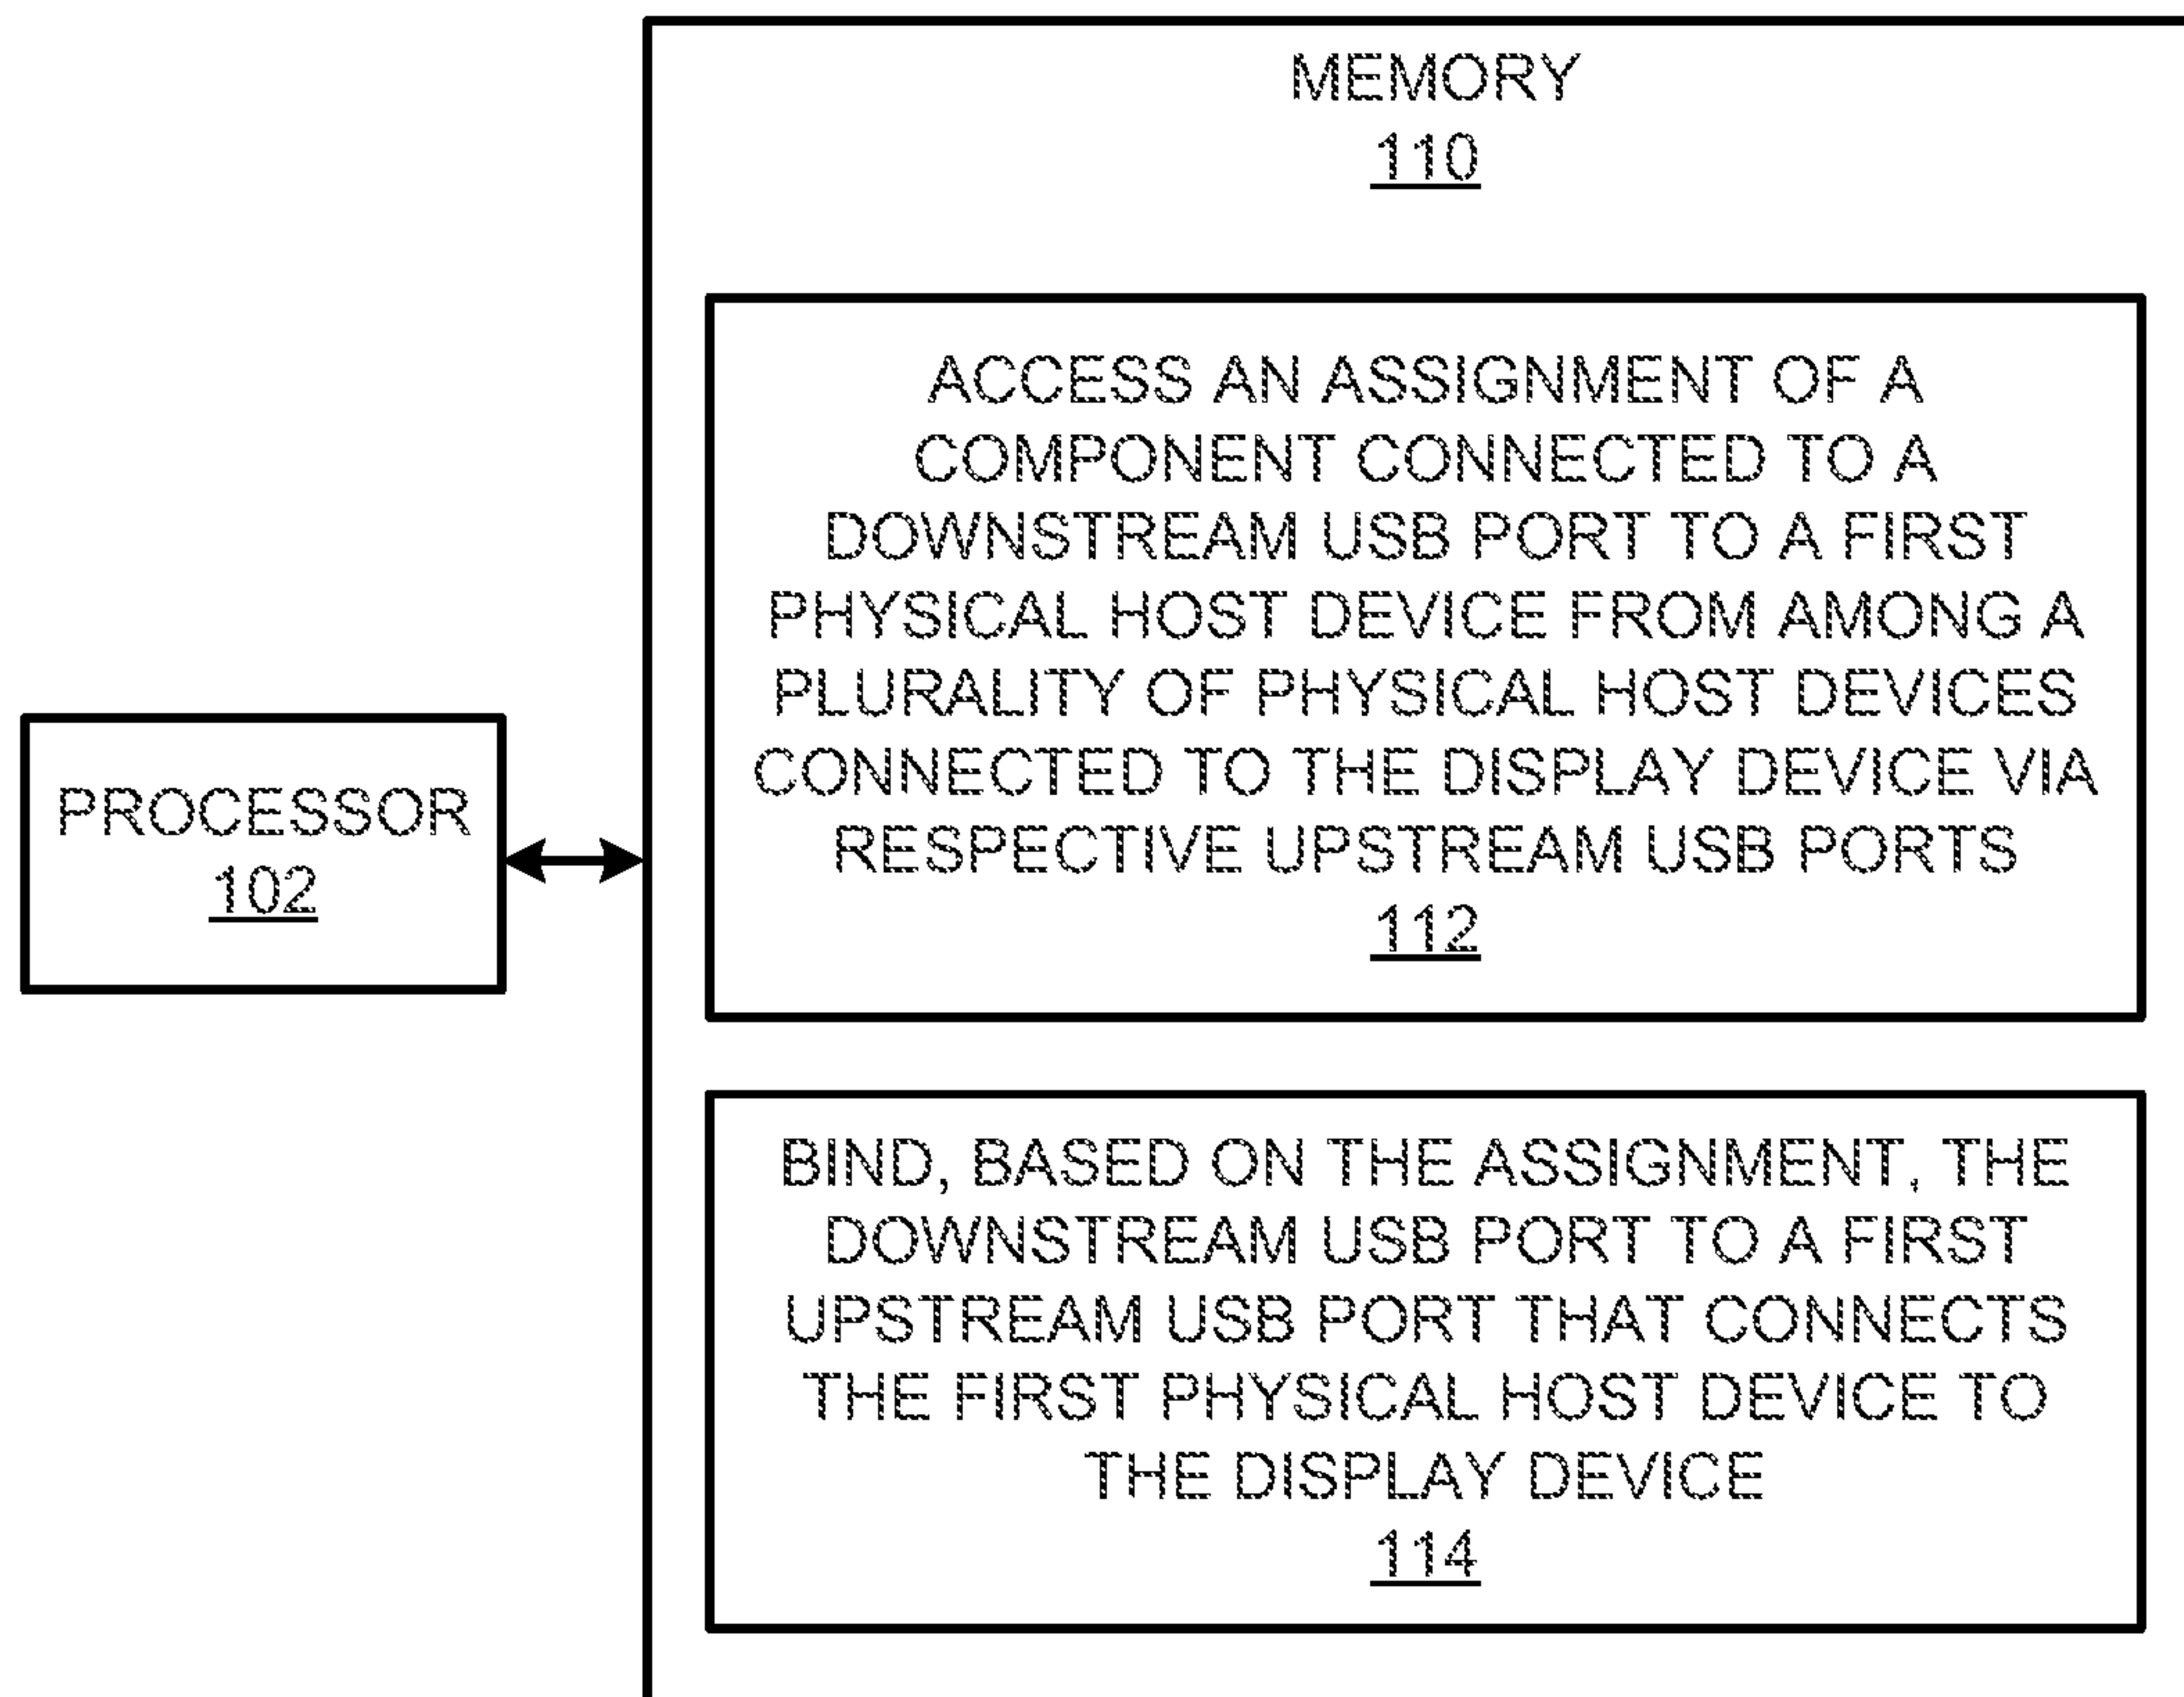 MEMORY
110
ACCESS AN ASSIGNMENT OF A
COMPONENT CONNECTED TO A
DOWNSTREAM USB PORT TO A FIRST
PHYSICAL HOST DEVICE FROM AMONG A
PLURALITY OF PHYSICAL HOST DEVICES
CONNECTED TO THE DISPLAY DEVICE VIA
RESPECTIVE UPSTREAM USB PORTS
112
PROCESSOR
102
BIND, BASED ON THE ASSIGNMENT, THE
DOWNSTREAM USB PORT TO A FIRST
UPSTREAM USB PORT THAT CONNECTS
THE FIRST PHYSICAL HOST DEVICE TO
THE DISPLAY DEVICE
114